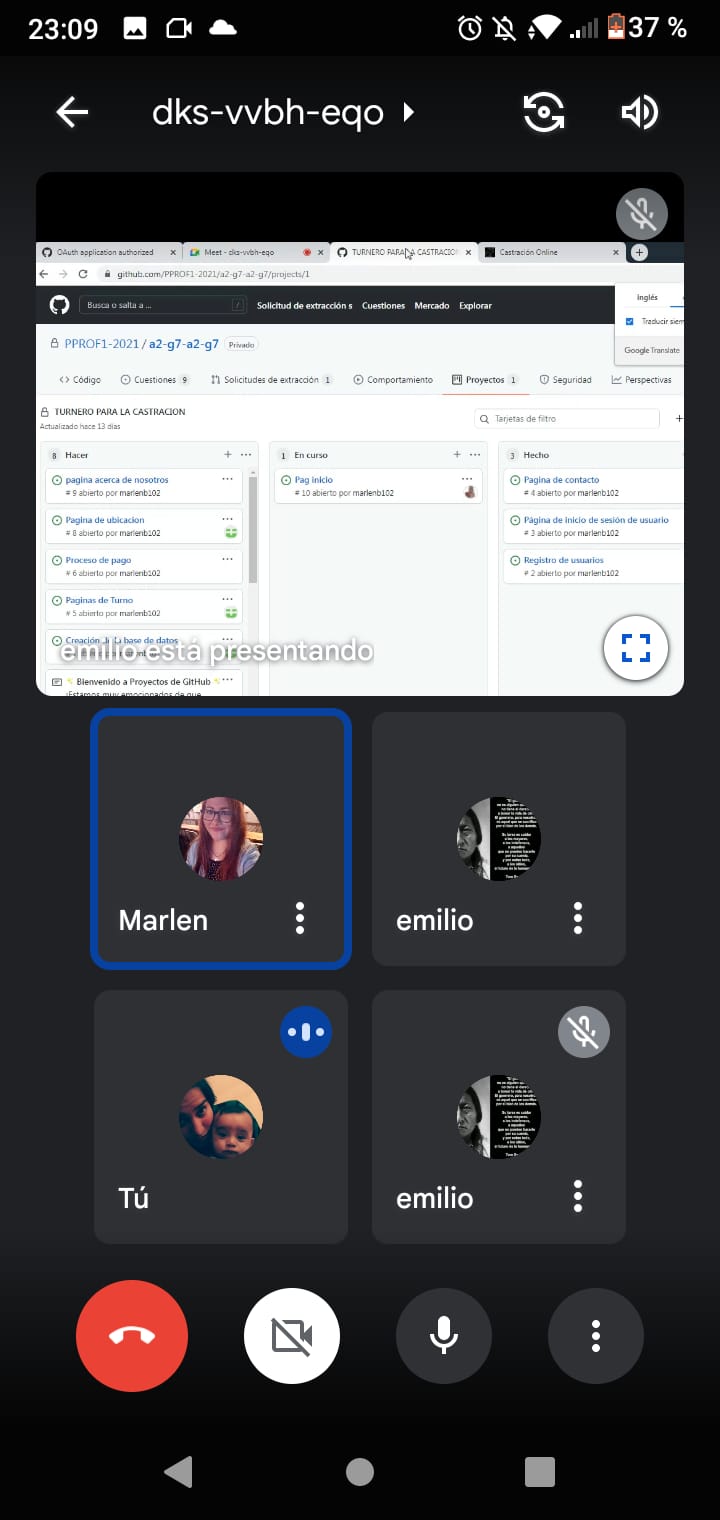 23:09
37 %
dks-vvbh-eqo
OAuth application authorized
Meet - dks-vvbh-eqo
TURNERO PARA LA CASTRACIO
Castración Online
github.com/PPROF1-2021/a2-g7-a2-g7/projects/1
Busca o salta a ...
/
Solicitud de extracción s
Cuestiones
Mercado
Explorar
Inglés
Traducir siem
Google Translate
PPROF1-2021 / a2-g7-a2-g7
Privado
Código
Cuestiones 9
Solicitudes de extracción 1
Comportamiento
Proyectos 1
Seguridad
Perspectivas
TURNERO PARA LA CASTRACION
Actualizado hace 13 días
Tarjetas de filtro
8 Hacer
pagina acerca de nosotros
# 9 abierto por marlenb102
Pagina de ubicacion
# 8 abierto por marlenb102
Proceso de pago
# 6 abierto por marlenb102
Paginas de Turno
# 5 abierto por marlenb102
Creación de la base de datos
Bienvenido a Proyectos de GitHub
¡Estamos muy emocionados de que
1 En curso
Pag inicio
# 10 abierto por marlenb102
3 Hecho
Pagina de contacto
# 4 abierto por marlenb102
Página de inicio de sesión de usuario
# 3 abierto por marlenb102
Registro de usuarios
# 2 abierto por marlenb102
emilio está presentando
Marlen
emilio
Tú
emilio